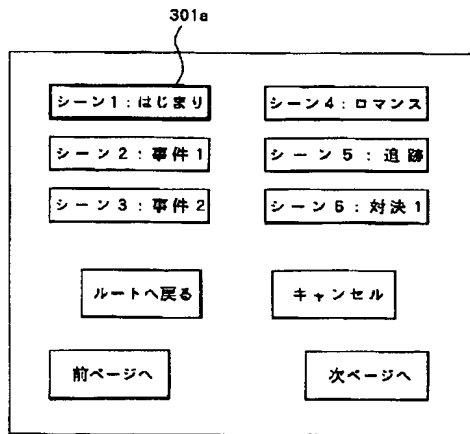 301a
シーン1:はじまり
シーン4:ロマンス
シーン2:事件1
シーン5:追跡
シーン3:事件2
シーン6:対決1
ルートへ戻る
キャンセル
前ページへ
次ページへ